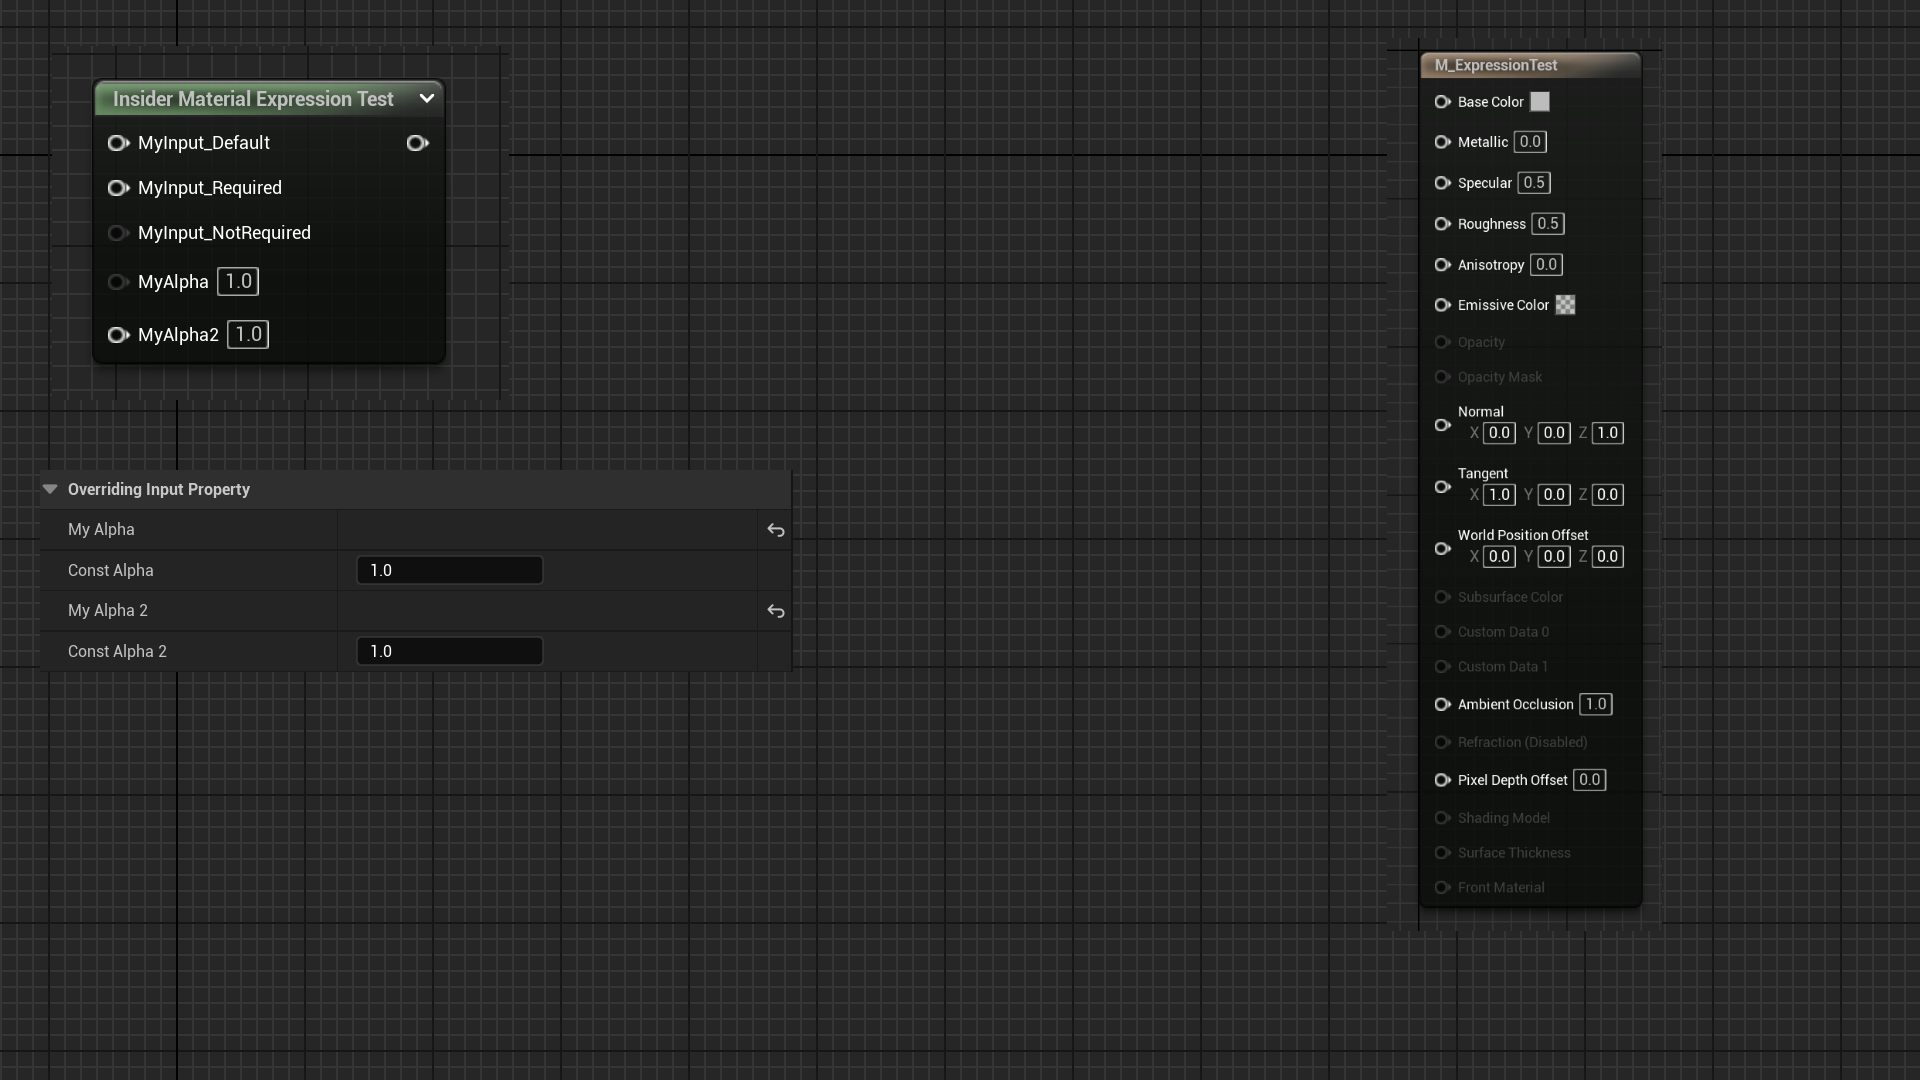 Insider Material Expression Test
MyInput_Default
MyInput_Required
MyInput_NotRequired
MyAlpha 1.0
MyAlpha2 1.0
Overriding Input Property
My Alpha
Const Alpha 1.0
My Alpha 2
Const Alpha 2 1.0
M_ExpressionTest
Base Color
Metallic 0.0
Specular 0.5
Roughness 0.5
Anisotropy 0.0
Emissive Color
Opacity
Opacity Mask
Normal
X 0.0 Y 0.0 Z 1.0
Tangent
X 1.0 Y 0.0 Z 0.0
World Position Offset
X 0.0 Y 0.0 Z 0.0
Subsurface Color
Custom Data 0
Custom Data 1
Ambient Occlusion 1.0
Refraction (Disabled)
Pixel Depth Offset 0.0
Shading Model
Surface Thickness
Front Material